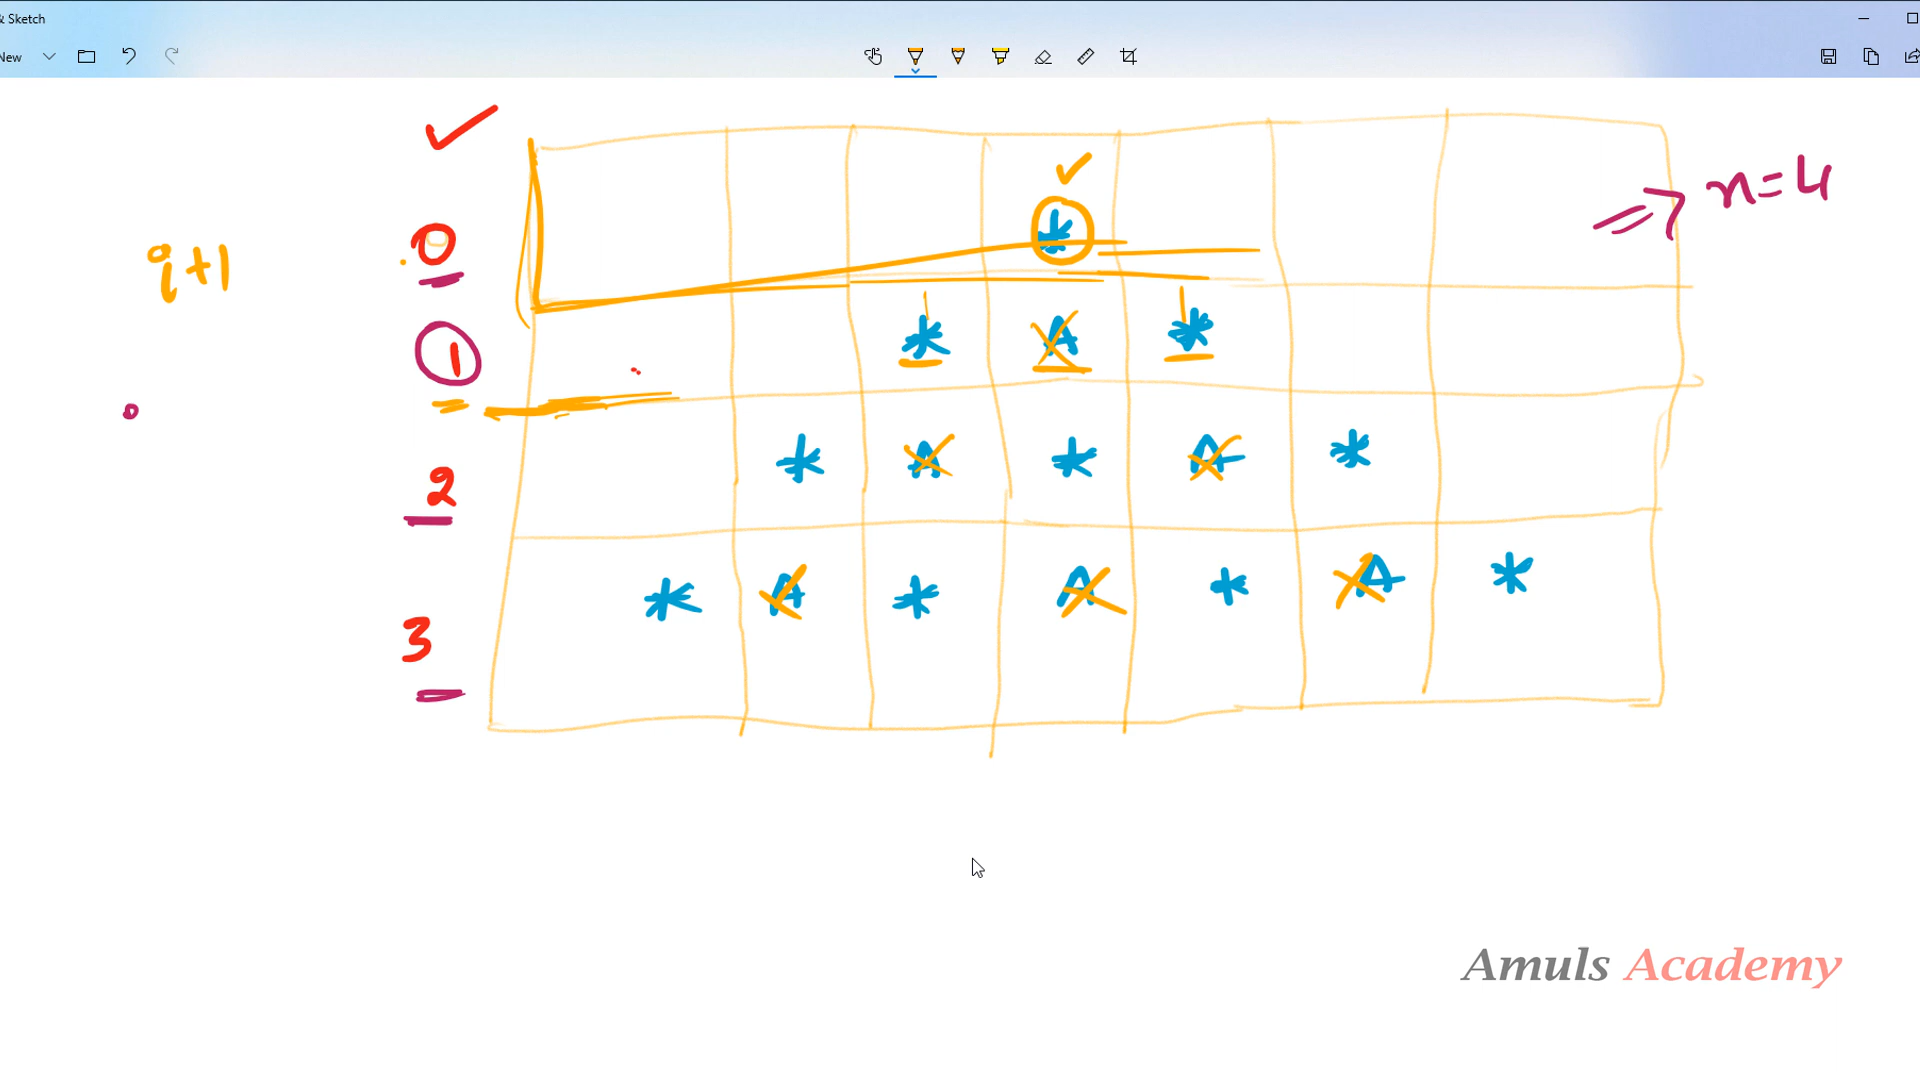 & Sketch
New
n=4
0 *
i+1
1 * A *
2 * A * A *
3 * A * A * A *
Amuls Academy